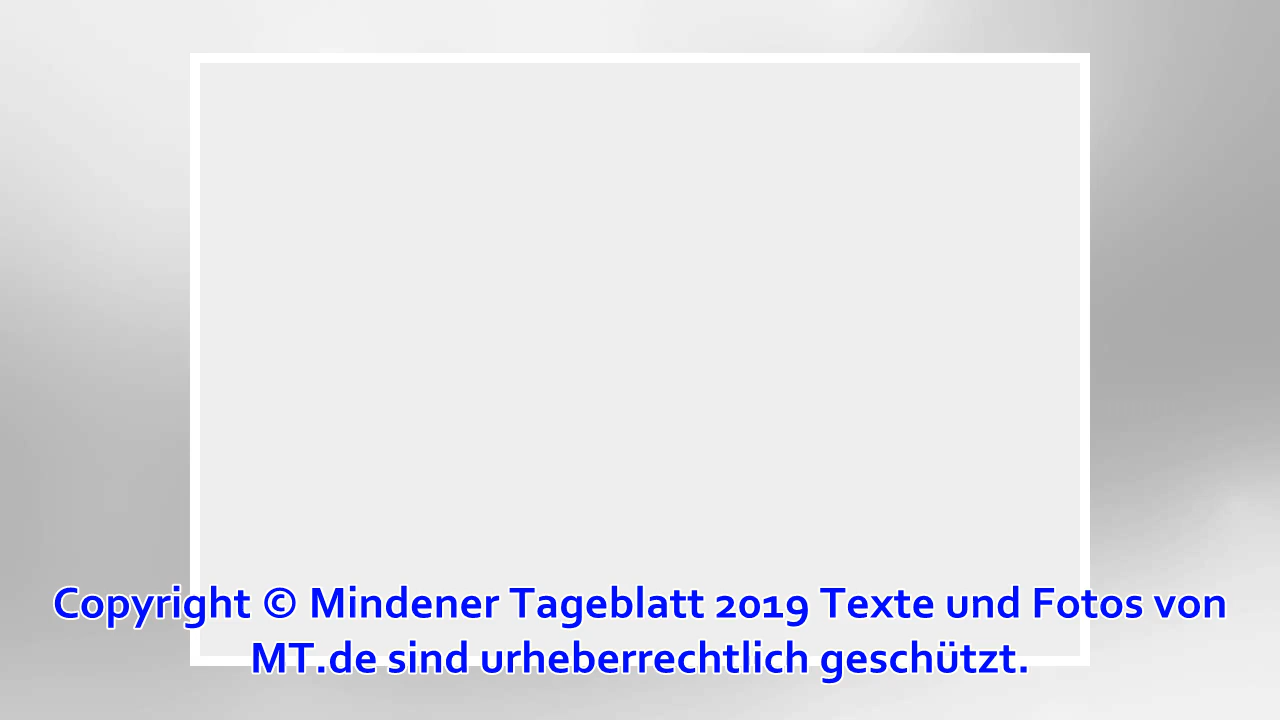 Copyright © Mindener Tageblatt 2019 Texte und Fotos von
MT.de sind urheberrechtlich geschützt.